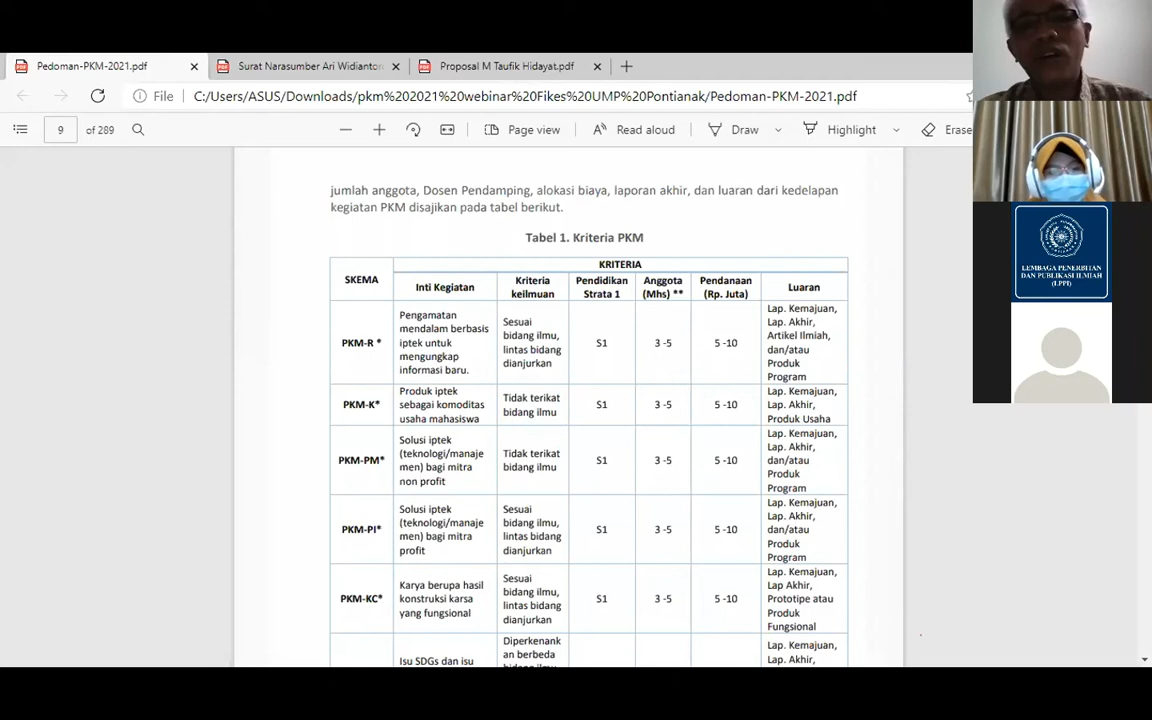 Pedoman-PKM-2021.pdf
Surat Narasumber Ari Widiantoro
Proposal M Taufik Hidayat.pdf
File
C:/Users/ASUS/Downloads/pkm%202021%20webinar%20Fikes%20UMP%20Pontianak/Pedoman-PKM-2021.pdf
9 of 289
Page view
Read aloud
Draw
Highlight
Erase
jumlah anggota, Dosen Pendamping, alokasi biaya, laporan akhir, dan luaran dari kedelapan
kegiatan PKM disajikan pada tabel berikut.
Tabel 1. Kriteria PKM
SKEMA
KRITERIA
Inti Kegiatan
Kriteria
keilmuan
Pendidikan
Strata 1
Anggota
(Mhs) **
Pendanaan
(Rp. Juta)
Luaran
PKM-R *
Pengamatan
mendalam berbasis
iptek untuk
mengungkap
informasi baru.
Sesuai
bidang ilmu,
lintas bidang
dianjurkan
S1
3 -5
5 -10
Lap. Kemajuan,
Lap. Akhir,
Artikel Ilmiah,
dan/atau
Produk
Program
PKM-K*
Produk iptek
sebagai komoditas
usaha mahasiswa
Tidak terikat
bidang ilmu
S1
3 -5
5 -10
Lap. Kemajuan,
Lap. Akhir,
Produk Usaha
PKM-PM*
Solusi iptek
(teknologi/manaje
men) bagi mitra
non profit
Tidak terikat
bidang ilmu
S1
3 -5
5 -10
Lap. Kemajuan,
Lap. Akhir,
dan/atau
Produk
Program
PKM-PI*
Solusi iptek
(teknologi/manaje
men) bagi mitra
profit
Sesuai
bidang ilmu,
lintas bidang
dianjurkan
S1
3 -5
5 -10
Lap. Kemajuan,
Lap. Akhir,
dan/atau
Produk
Program
PKM-KC*
Karya berupa hasil
konstruksi karsa
yang fungsional
Sesuai
bidang ilmu,
lintas bidang
dianjurkan
S1
3 -5
5 -10
Lap. Kemajuan,
Lap Akhir,
Prototipe atau
Produk
Fungsional
Isu SDGs dan isu
Diperkenank
an berbeda
bidang ilmu
Lap. Kemajuan,
Lap. Akhir,
LEMBAGA PENERBITAN
DAN PUBLIKASI ILMIAH
(LPPI)